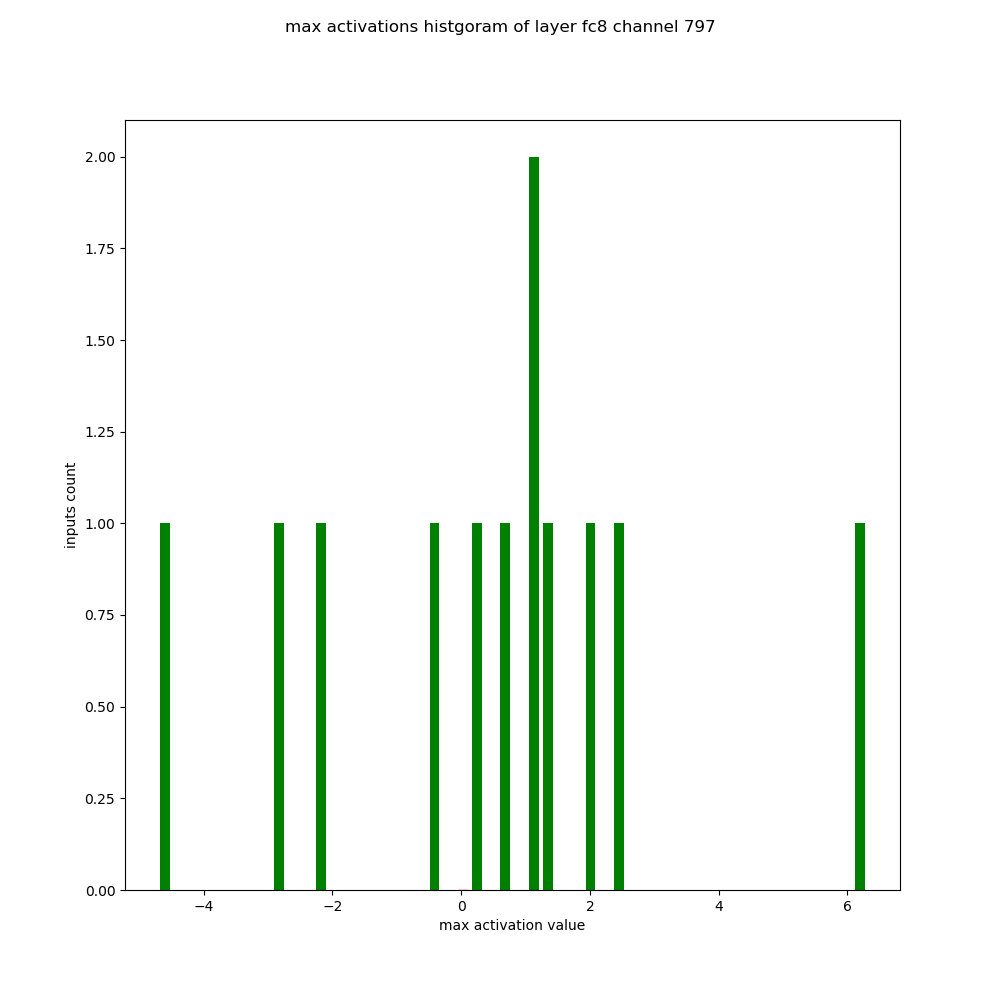 max activations histgoram of layer fc8 channel 797
2.00
1.75
1.50
1.25
1.00
0.75
0.50
0.25
0.00
inputs count
−4 −2 0 2 4 6
max activation value